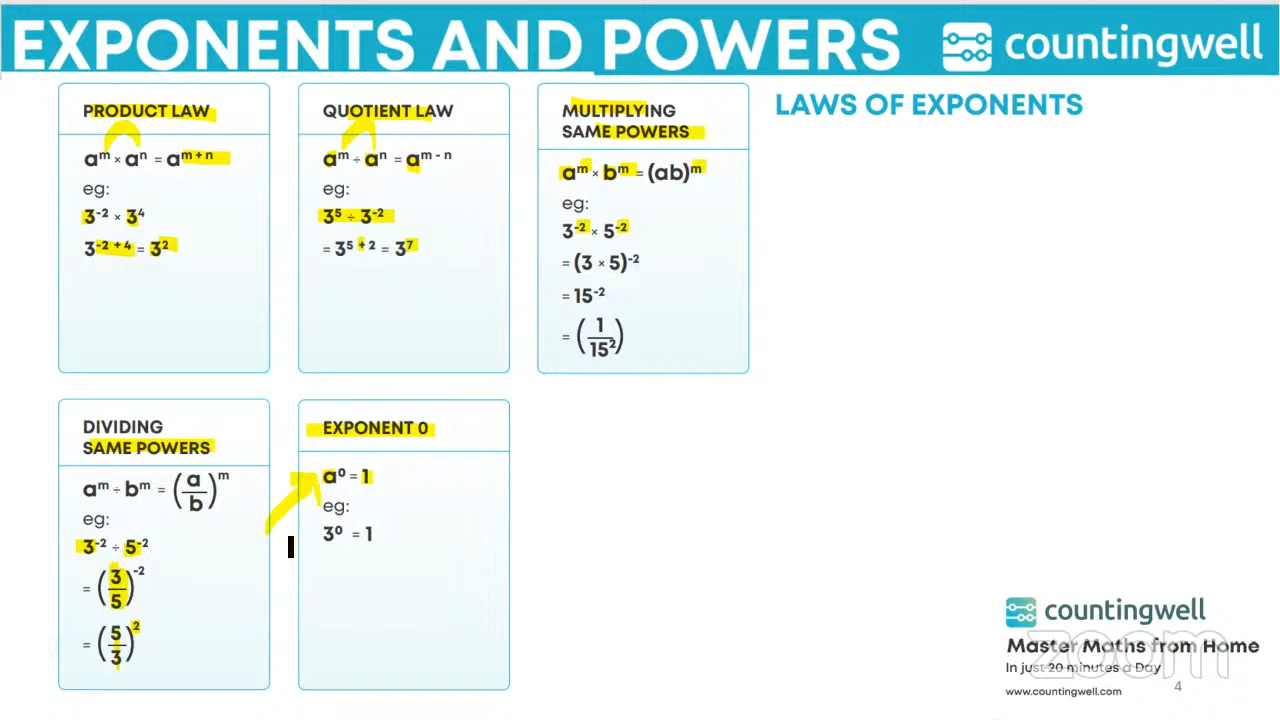 EXPONENTS AND POWERS
countingwell
LAWS OF EXPONENTS
PRODUCT LAW
aᵐ × aⁿ = aᵐ⁺ⁿ
eg:
3⁻² × 3⁴
3⁻²⁺⁴ = 3²
QUOTIENT LAW
aᵐ ÷ aⁿ = aᵐ⁻ⁿ
eg:
3⁵ ÷ 3⁻²
= 3⁵⁺² = 3⁷
MULTIPLYING
SAME POWERS
aᵐ × bᵐ = (ab)ᵐ
eg:
3⁻² × 5⁻²
= (3 × 5)⁻²
= 15⁻²
= (1/15²)
DIVIDING
SAME POWERS
aᵐ ÷ bᵐ = (a/b)ᵐ
eg:
3⁻² ÷ 5⁻²
= (3/5)⁻²
= (5/3)²
EXPONENT 0
a⁰ = 1
eg:
3⁰ = 1
countingwell
Master Maths from Home
In just 20 minutes a Day
www.countingwell.com
4
zoom